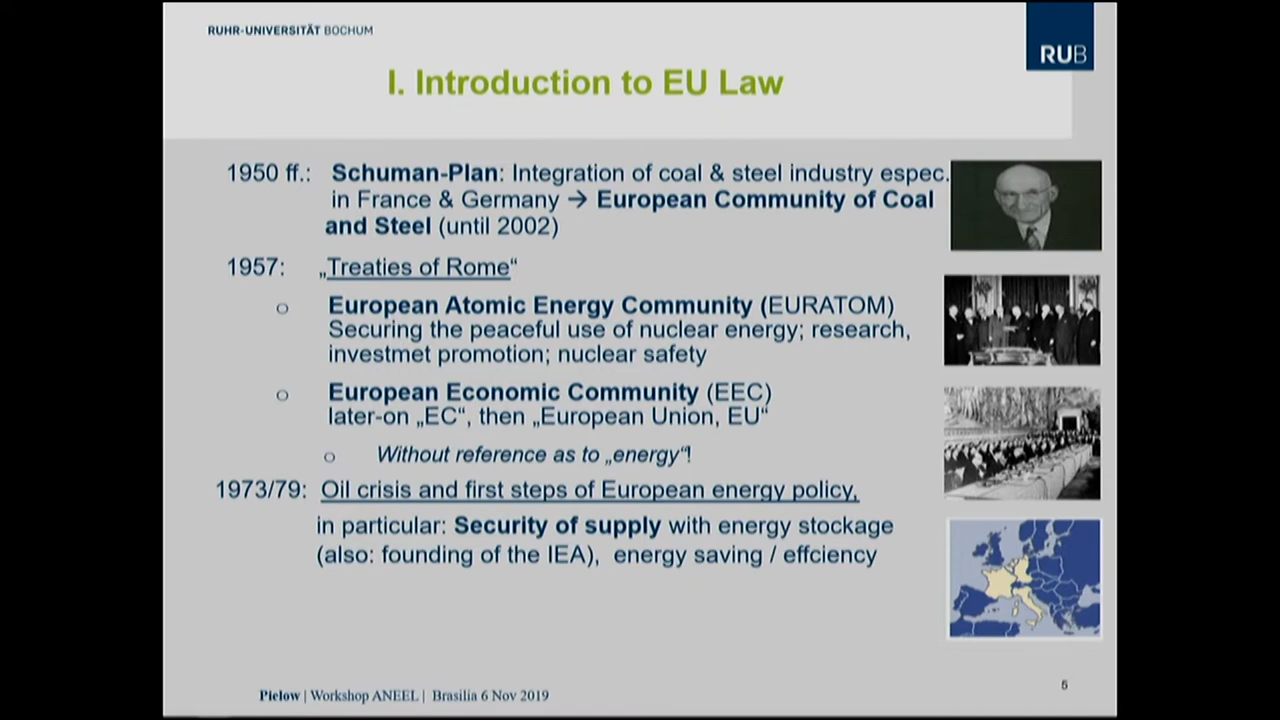 RUHR-UNIVERSITÄT BOCHUM
RUB
I. Introduction to EU Law
1950 ff.: Schuman-Plan: Integration of coal & steel industry espec.
in France & Germany → European Community of Coal
and Steel (until 2002)
1957: „Treaties of Rome“
o European Atomic Energy Community (EURATOM)
Securing the peaceful use of nuclear energy; research,
investmet promotion; nuclear safety
o European Economic Community (EEC)
later-on „EC“, then „European Union, EU“
o Without reference as to „energy“!
1973/79: Oil crisis and first steps of European energy policy,
in particular: Security of supply with energy stockage
(also: founding of the IEA), energy saving / effciency
Pielow | Workshop ANEEL | Brasilia 6 Nov 2019
5